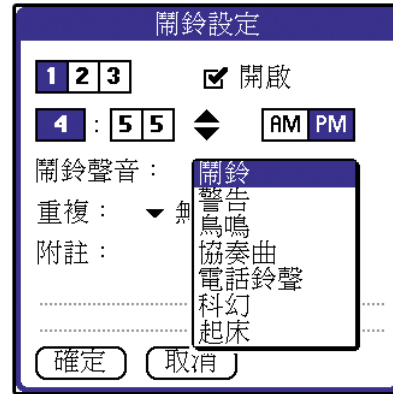 鬧鈴設定
1 2 3 開啟
4 : 5 5 AM PM
鬧鈴聲音：
鬧鈴
警告
鳥鳴
協奏曲
電話鈴聲
科幻
起床
重複：
附註：
確定 取消